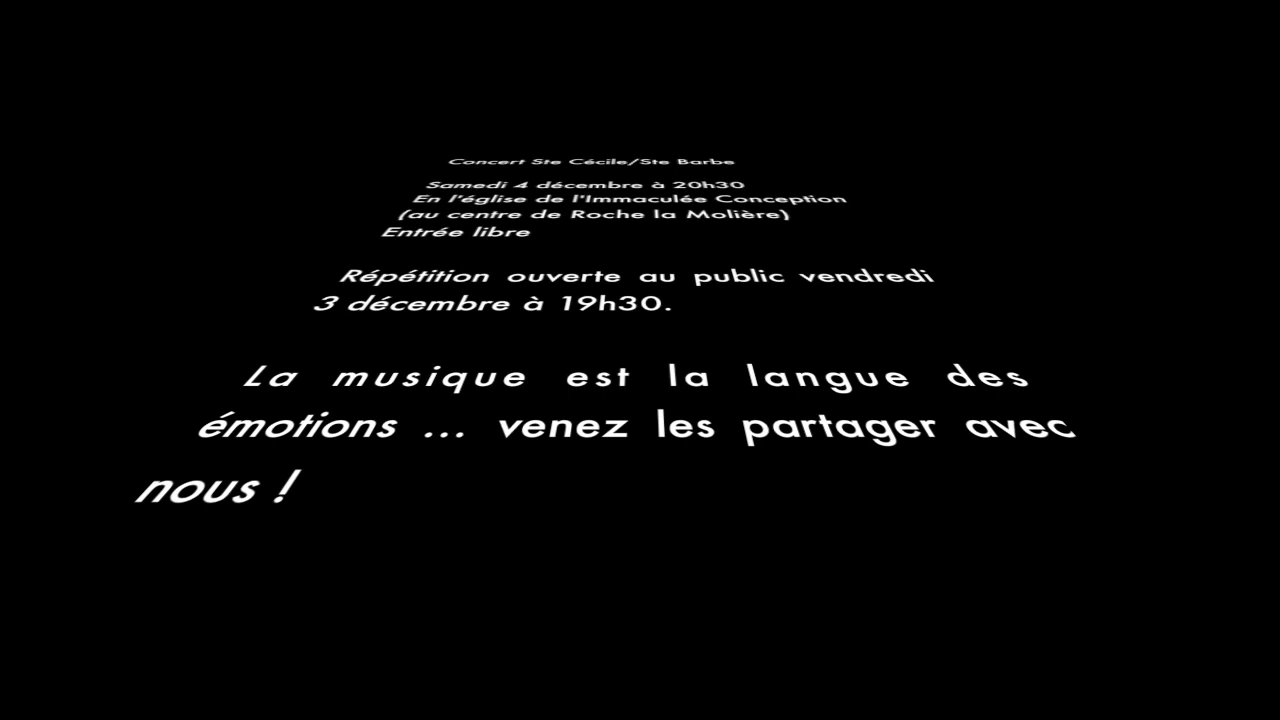 Concert Ste Cécile/Ste Barbe
Samedi 4 décembre à 20h30
En l'église de l'Immaculée Conception
(au centre de Roche la Molière)
Entrée libre
Répétition ouverte au public vendredi
3 décembre à 19h30.
La musique est la langue des
émotions ... venez les partager avec
nous !